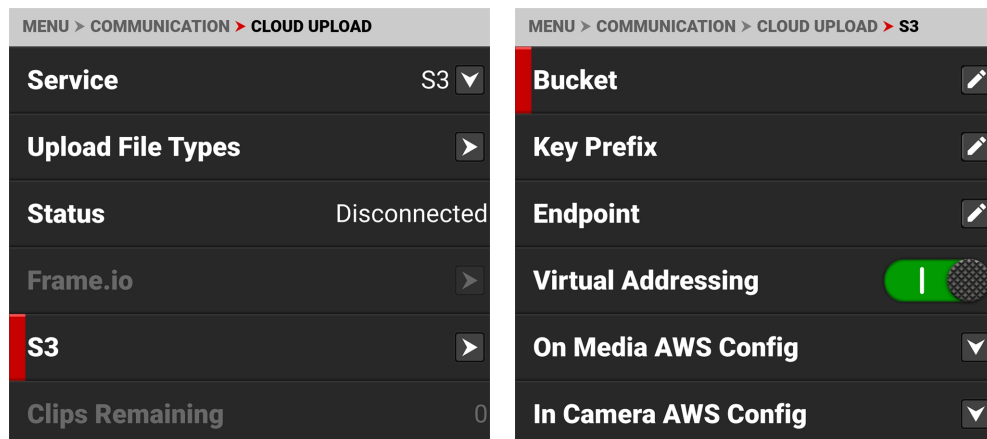 MENU > COMMUNICATION > CLOUD UPLOAD
Service S3
Upload File Types
Status Disconnected
Frame.io
S3
Clips Remaining 0
MENU > COMMUNICATION > CLOUD UPLOAD > S3
Bucket
Key Prefix
Endpoint
Virtual Addressing
On Media AWS Config
In Camera AWS Config